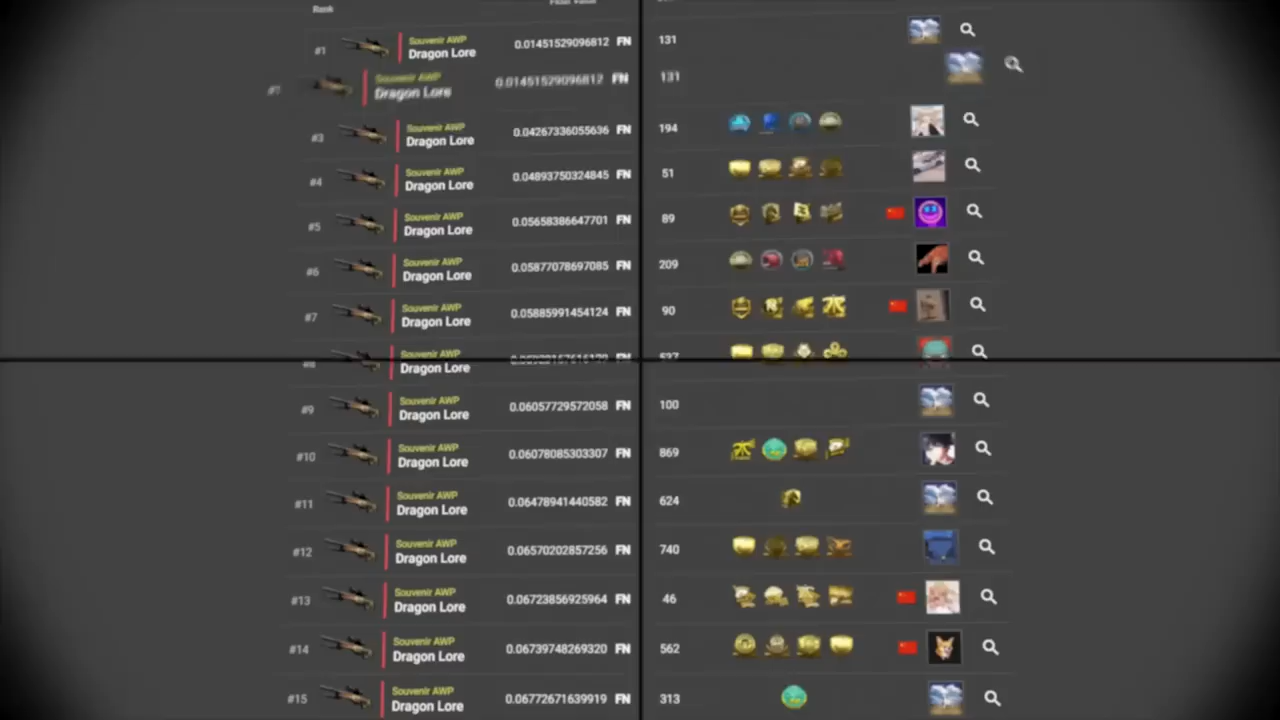 Rank
#1 Souvenir AWP 0.01451529096812 FN 131
Dragon Lore
Souvenir AWP 0.01451529096812 FN 131
Dragon Lore
#3 Souvenir AWP 0.04267336055636 FN 194
Dragon Lore
#4 Souvenir AWP 0.04893750324845 FN 51
Dragon Lore
#5 Souvenir AWP 0.05658386647701 FN 89
Dragon Lore
#6 Souvenir AWP 0.05877078697085 FN 209
Dragon Lore
#7 Souvenir AWP 0.05885991454124 FN 90
Dragon Lore
#8 Souvenir AWP FN 527
Dragon Lore
#9 Souvenir AWP 0.06057729572058 FN 100
Dragon Lore
#10 Souvenir AWP 0.06078085303307 FN 869
Dragon Lore
#11 Souvenir AWP 0.06478941440582 FN 624
Dragon Lore
#12 Souvenir AWP 0.06570202857256 FN 740
Dragon Lore
#13 Souvenir AWP 0.06723856925964 FN 46
Dragon Lore
#14 Souvenir AWP 0.06739748269320 FN 562
Dragon Lore
#15 Souvenir AWP 0.06772671639919 FN 313
Dragon Lore